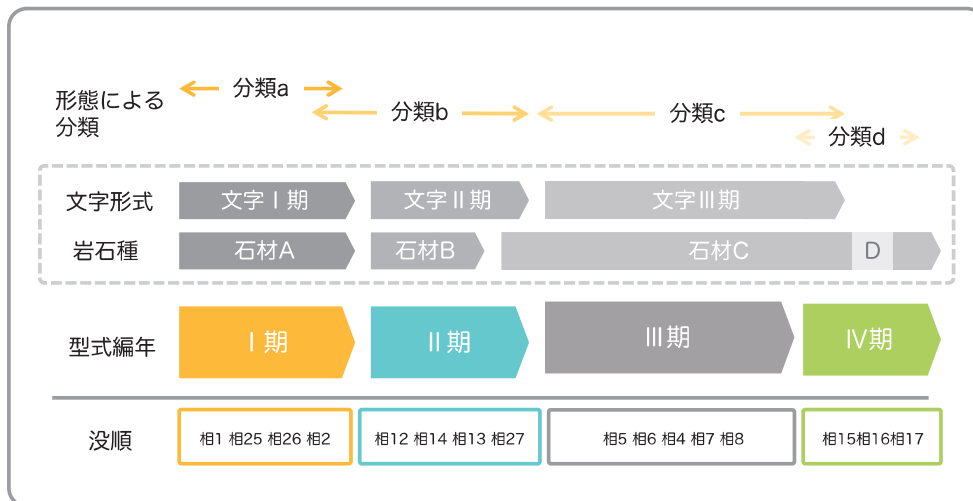 形態による
分類
分類a
分類b
分類c
分類d
文字形式
文字Ⅰ期
文字Ⅱ期
文字Ⅲ期
岩石種
石材A
石材B
石材C
D
型式編年
Ⅰ期
Ⅱ期
Ⅲ期
Ⅳ期
没順
相1 相25 相26 相2
相12 相14 相13 相27
相5 相6 相4 相7 相8
相15相16相17